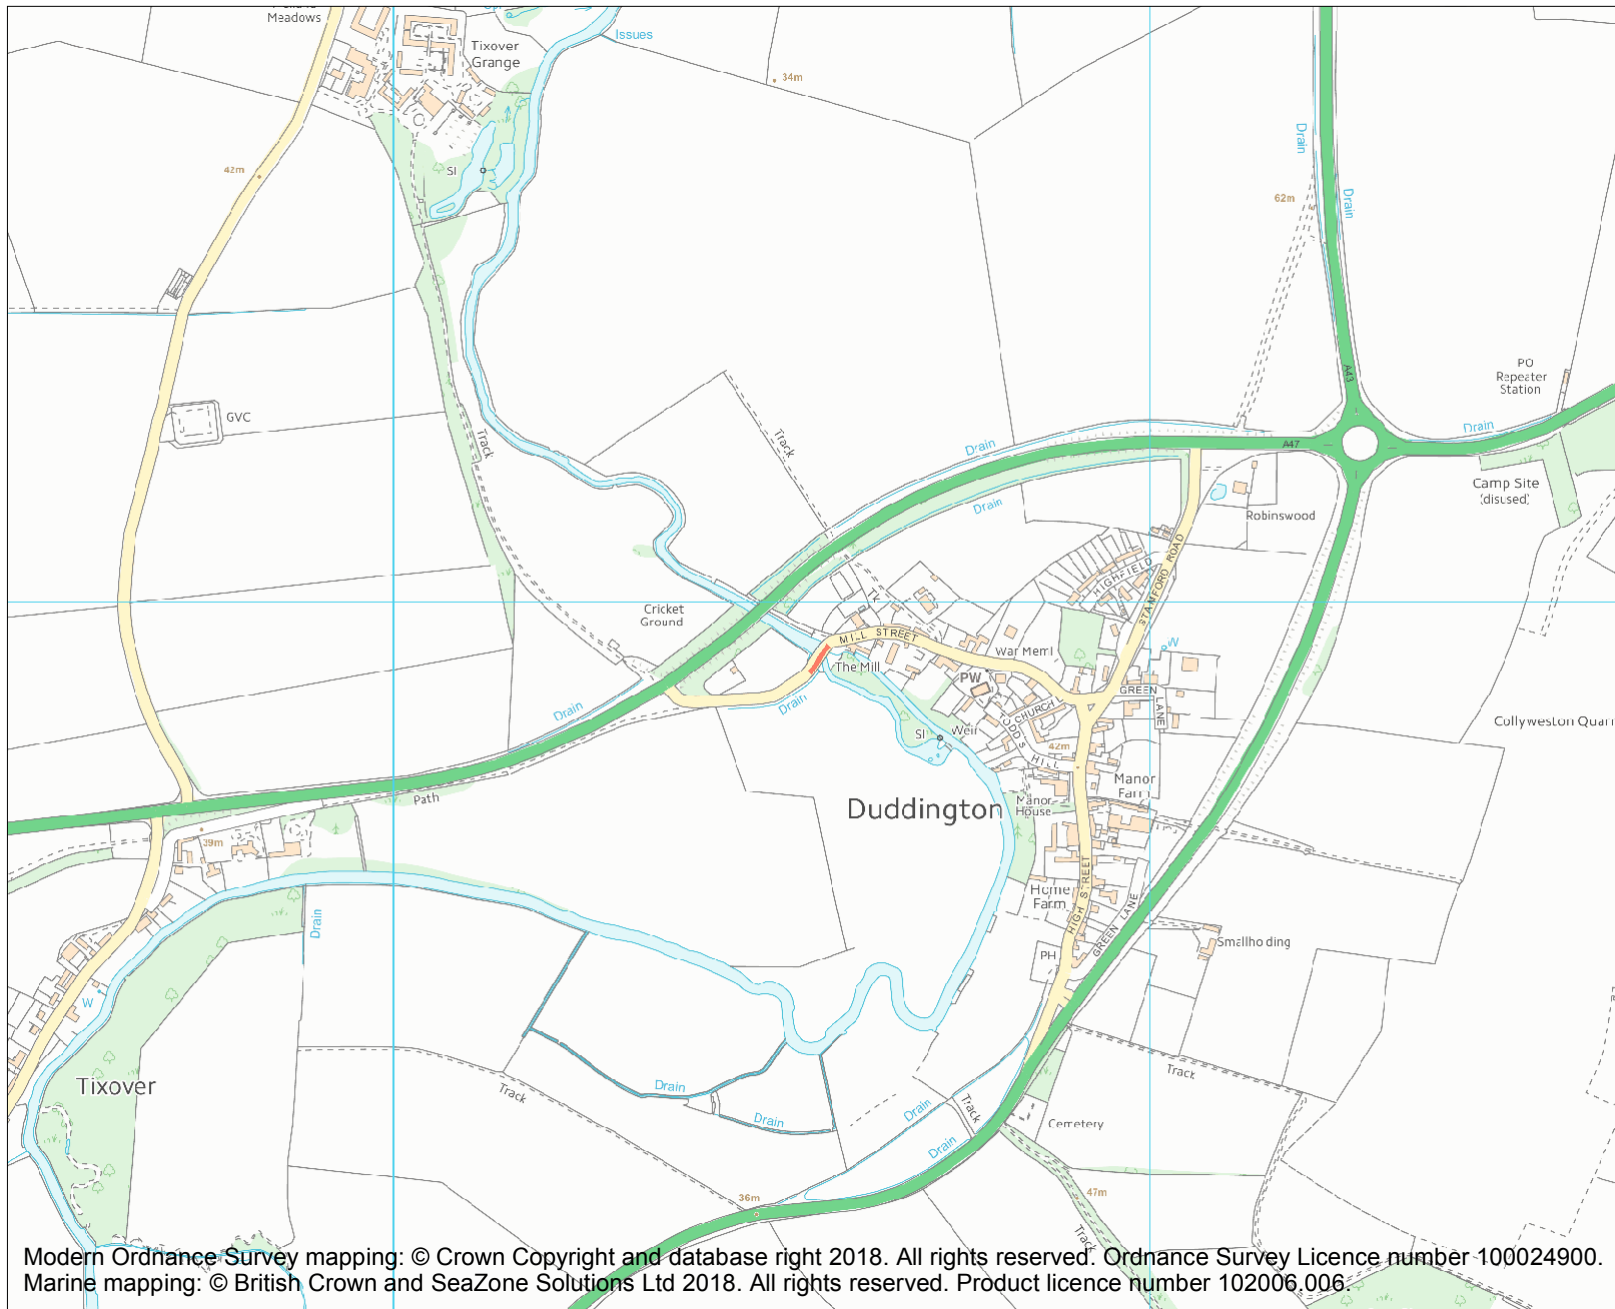 Meadows
Tixover
Grange
Issues
34m
Drain
42m
SI
62m
Drain
A43
PO
Repeater
Station
GVC
Track
Track
Drain
A47
Drain
Camp Site
(disused)
Drain
Robinswood
HIGHFIELD
STAMFORD ROAD
Tk
Cricket
Ground
MILL STREET
W
War Meml
The Mill
PW
GREEN
LANE
CHURCH L
Drain
Drain
SI
Weir
TODDS
HILL
42m
Collyweston Quarr
Manor
Farm
Path
Duddington
Manor
House
39m
HIGH STREET
Home
Farm
GREEN LANE
Drain
Smallholding
PH
W
Tixover
Track
Drain
Drain
Drain
Track
Track
Cemetery
Drain
36m
47m
Track
Modern Ordnance Survey mapping: © Crown Copyright and database right 2018. All rights reserved. Ordnance Survey Licence number 100024900.
Marine mapping: © British Crown and SeaZone Solutions Ltd 2018. All rights reserved. Product licence number 102006.006.